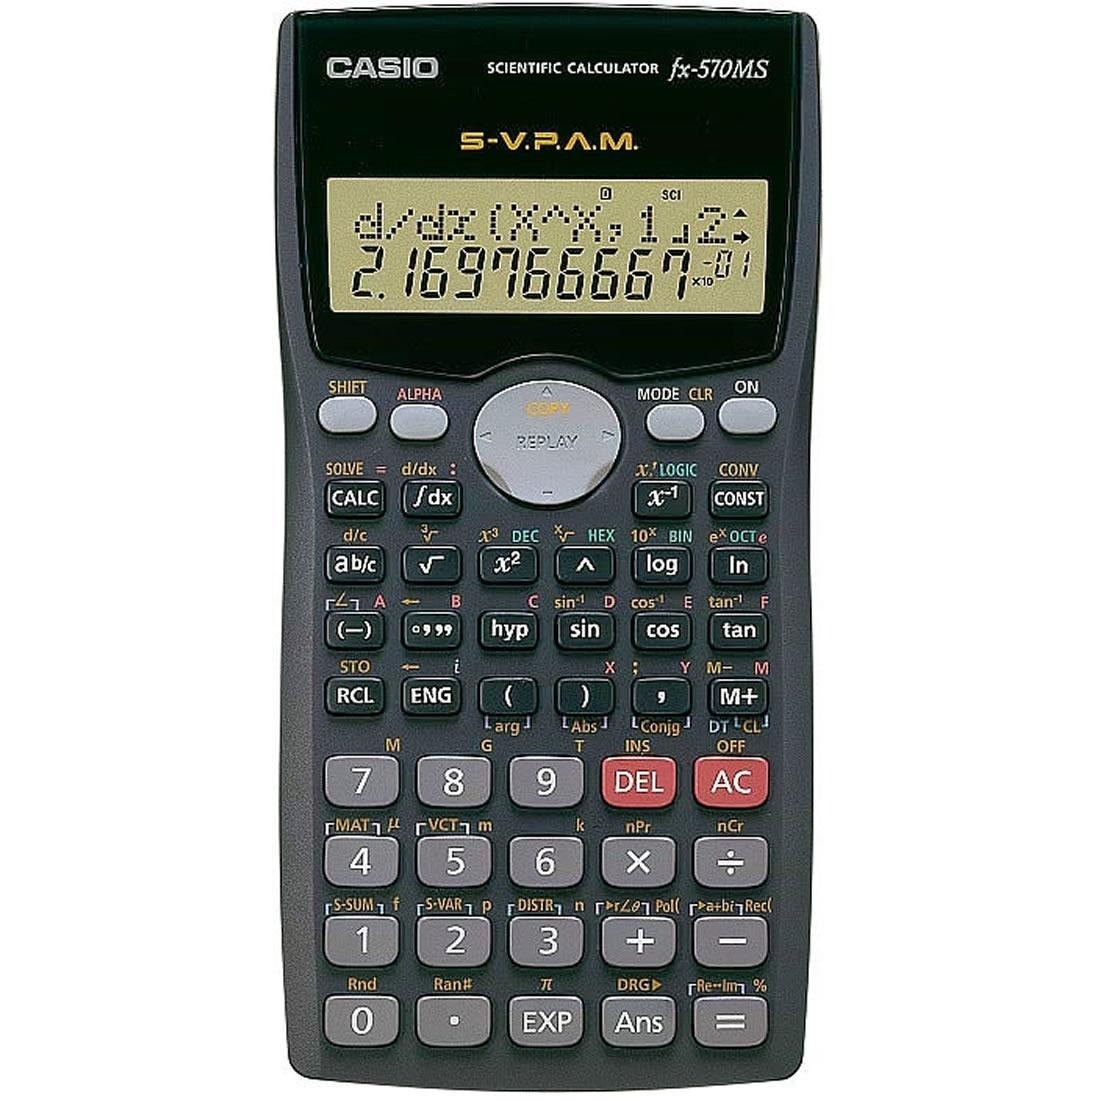 CASIO SCIENTIFIC CALCULATOR fx-570MS
S-V.P.A.M.
D SCI
d/dx(X^X,1⌟2
2.169766667×10-01
SHIFT ALPHA COPY MODE CLR ON
REPLAY
SOLVE = d/dx : x! LOGIC CONV
CALC ∫dx x-1 CONST
d/c 3√ x3 DEC x√ HEX 10x BIN ex OCT e
ab/c √ x2 ^ log ln
∠ A ← B C sin-1 D cos-1 E tan-1 F
(−) °,,, hyp sin cos tan
STO ← i X ; Y M− M
RCL ENG ( ) , M+
arg Abs Conjg DT CL
M G T INS OFF
7 8 9 DEL AC
MAT μ VCT m k nPr nCr
4 5 6 × ÷
S-SUM f S-VAR p DISTR n ▶r∠θ Pol( ▶a+bi Rec(
1 2 3 + −
Rnd Ran# π DRG▶ Re↔Im %
0 . EXP Ans =